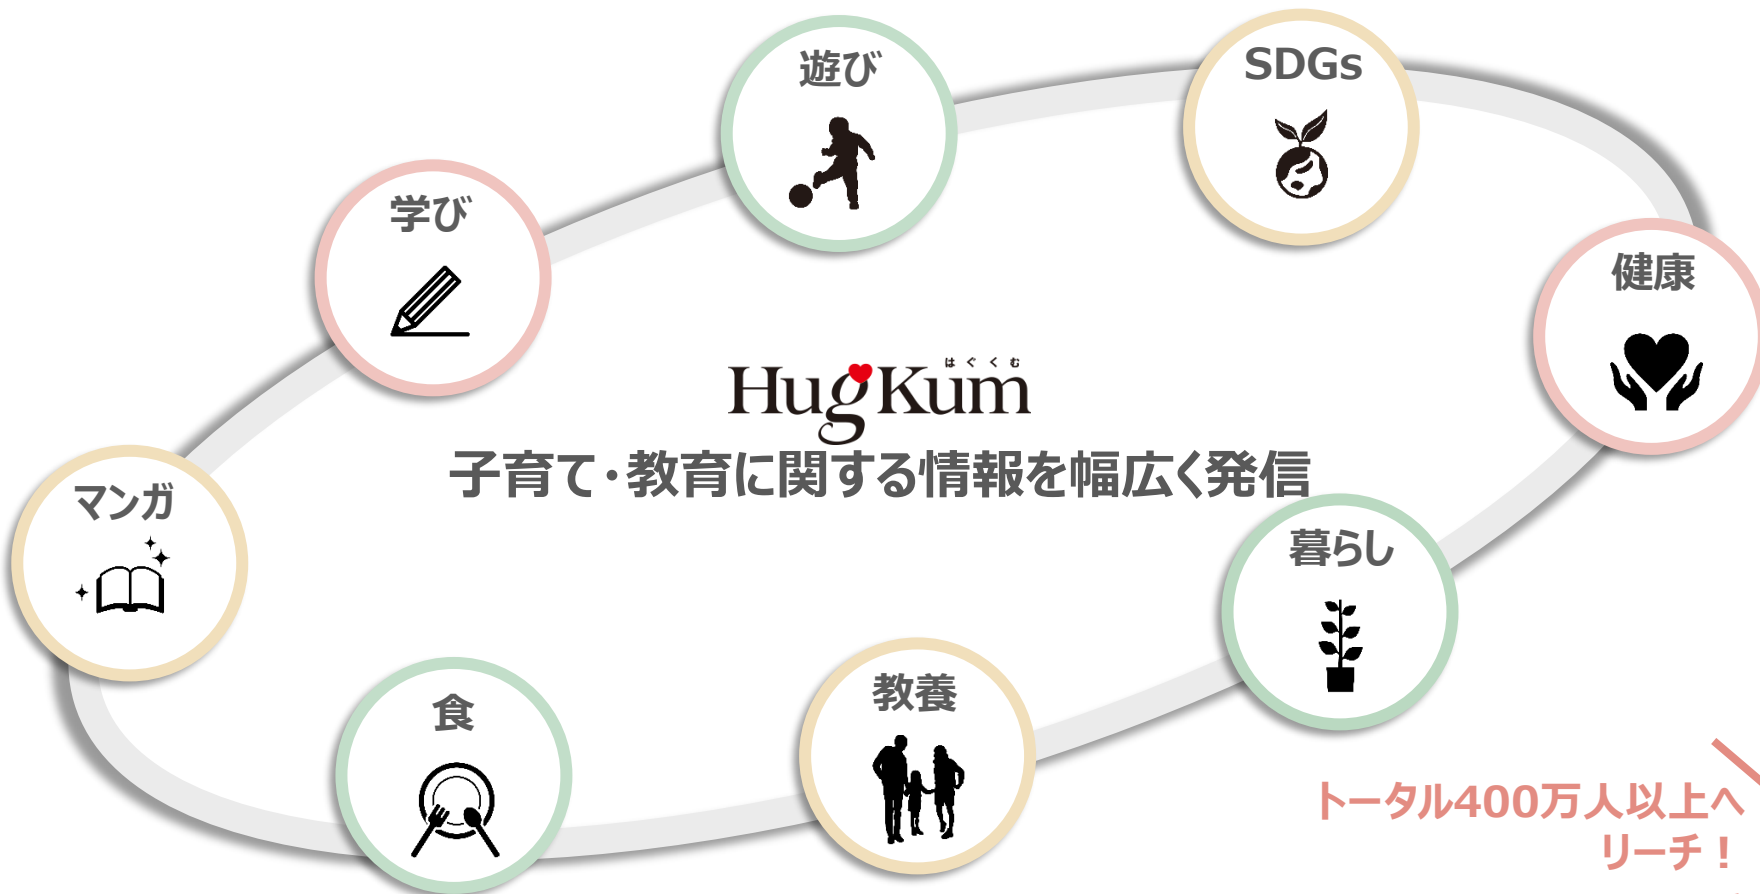 遊び
SDGs
学び
健康
はぐくむ
HugKum
子育て・教育に関する情報を幅広く発信
マンガ
暮らし
教養
食
トータル400万人以上へ
リーチ！